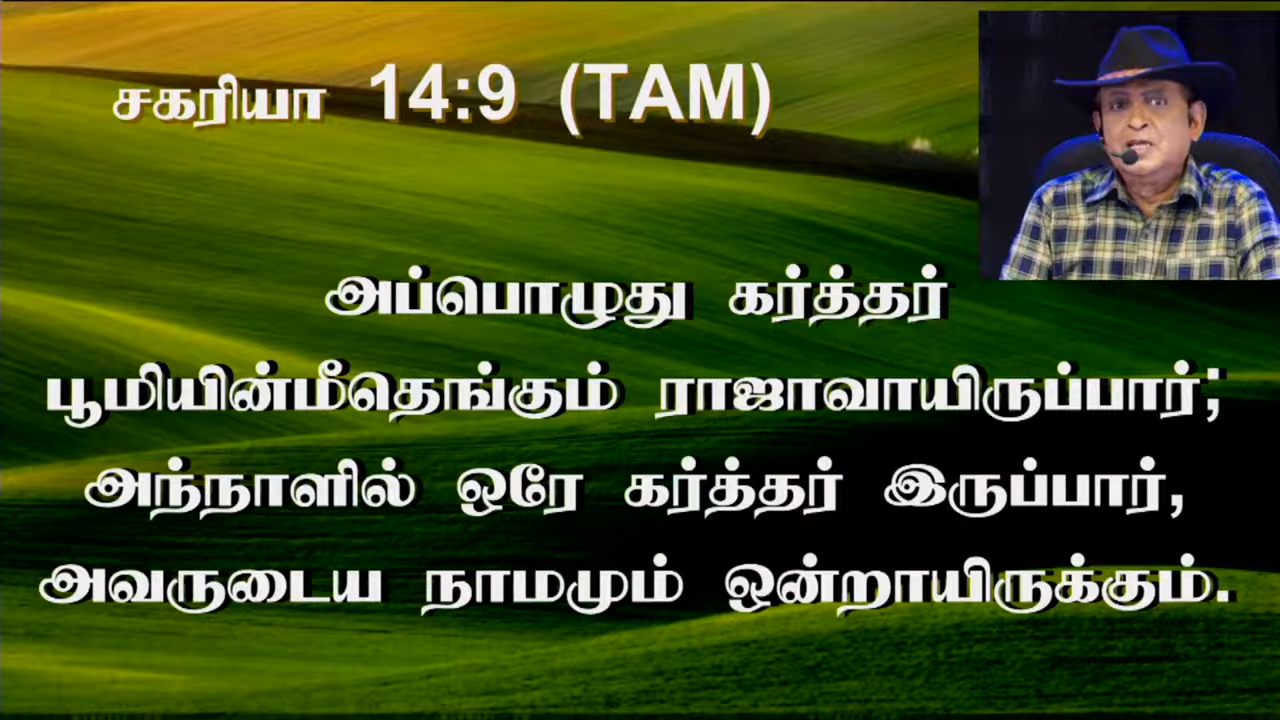 சகரியா 14:9 (TAM)
அப்பொழுது கர்த்தர்
பூமியின்மீதெங்கும் ராஜாவாயிருப்பார்;
அந்நாளில் ஒரே கர்த்தர் இருப்பார்,
அவருடைய நாமமும் ஒன்றாயிருக்கும்.